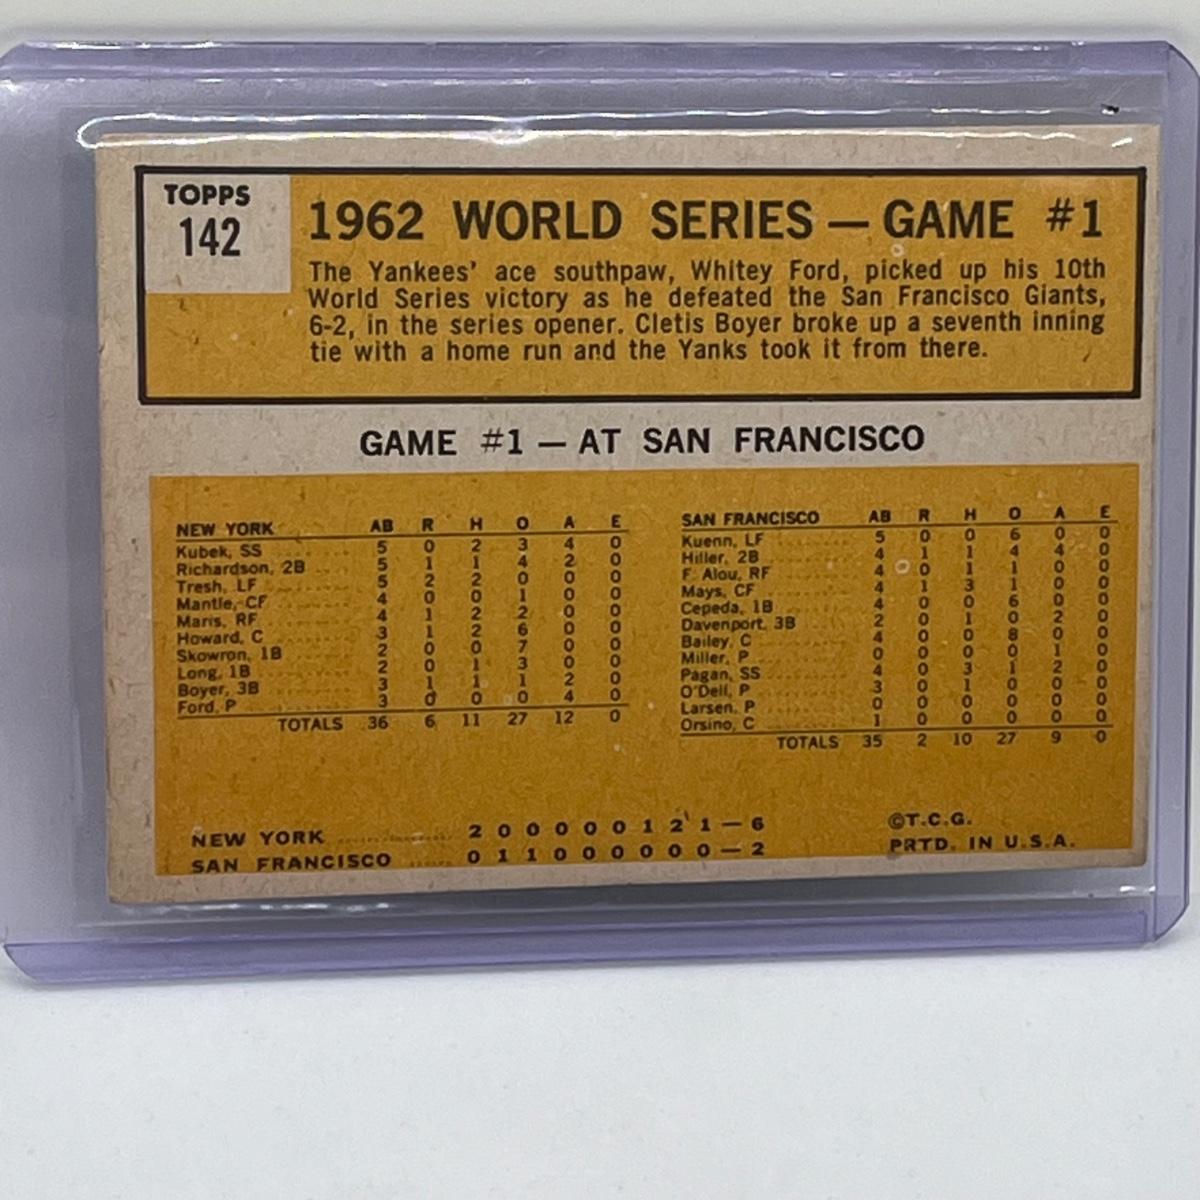 TOPPS
142
1962 WORLD SERIES — GAME #1
The Yankees' ace southpaw, Whitey Ford, picked up his 10th
World Series victory as he defeated the San Francisco Giants,
6-2, in the series opener. Cletis Boyer broke up a seventh inning
tie with a home run and the Yanks took it from there.
GAME #1 — AT SAN FRANCISCO
NEW YORK AB R H O A E
Kubek, SS 5 0 2 3 4 0
Richardson, 2B 5 1 1 4 2 0
Tresh, LF 5 2 2 0 0 0
Mantle, CF 4 0 0 1 0 0
Maris, RF 4 1 2 2 0 0
Howard, C 3 1 2 6 0 0
Skowron, 1B 2 0 0 7 0 0
Long, 1B 2 0 1 3 0 0
Boyer, 3B 3 1 1 1 2 0
Ford, P 3 0 0 0 4 0
TOTALS 36 6 11 27 12 0
SAN FRANCISCO AB R H O A E
Kuenn, LF 5 0 0 6 0 0
Hiller, 2B 4 1 1 4 4 0
F. Alou, RF 4 0 1 1 0 0
Mays, CF 4 1 3 1 0 0
Cepeda, 1B 4 0 0 6 0 0
Davenport, 3B 2 0 1 0 2 0
Bailey, C 4 0 0 8 0 0
Miller, P 0 0 0 0 1 0
Pagan, SS 4 0 3 1 2 0
O'Dell, P 3 0 1 0 0 0
Larsen, P 0 0 0 0 0 0
Orsino, C 1 0 0 0 0 0
TOTALS 35 2 10 27 9 0
NEW YORK 2 0 0 0 0 0 1 2 1 — 6
SAN FRANCISCO 0 1 1 0 0 0 0 0 0 — 2
©T.C.G.
PRTD. IN U.S.A.